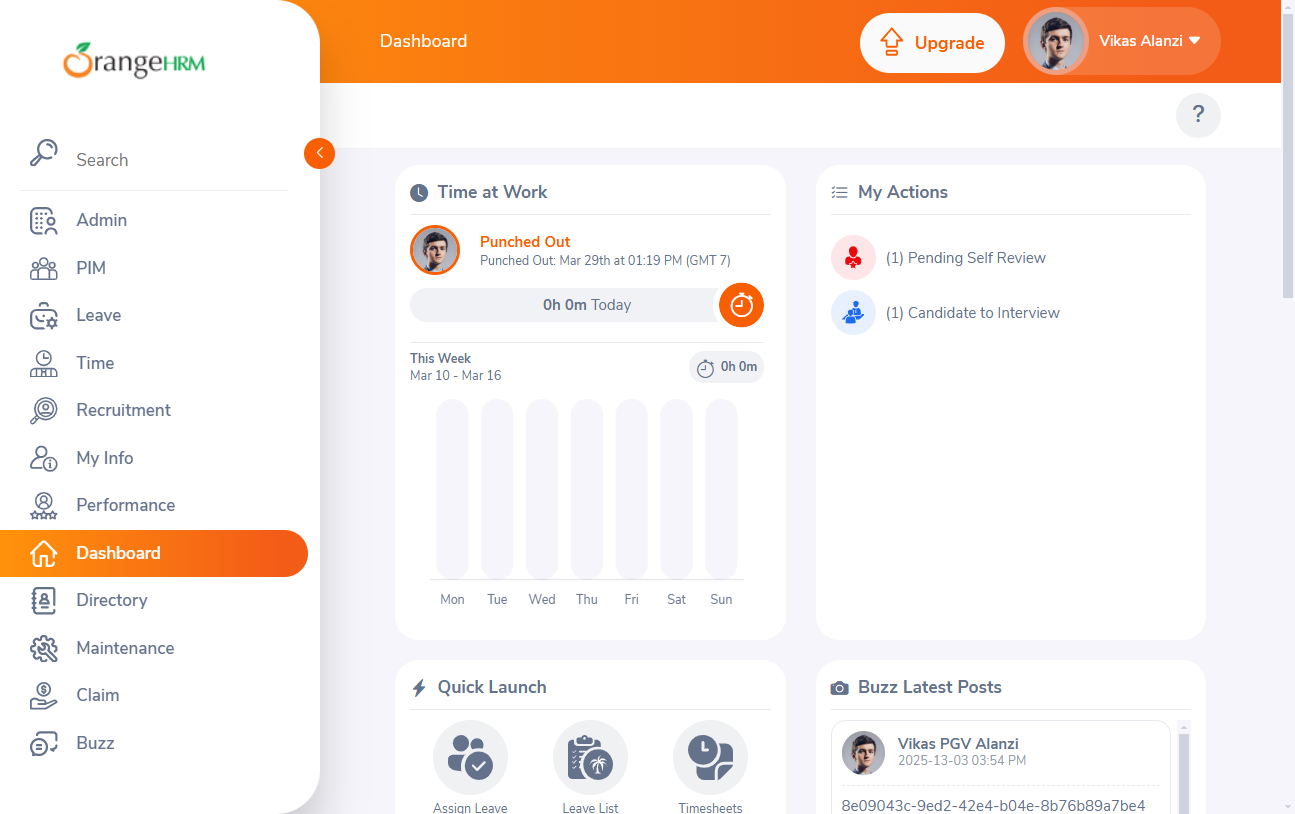 OrangeHRM
Search
Admin
PIM
Leave
Time
Recruitment
My Info
Performance
Dashboard
Directory
Maintenance
Claim
Buzz
Dashboard
Upgrade
Vikas Alanzi
?
Time at Work
Punched Out
Punched Out: Mar 29th at 01:19 PM (GMT 7)
0h 0m Today
This Week
Mar 10 - Mar 16
0h 0m
Mon Tue Wed Thu Fri Sat Sun
My Actions
(1) Pending Self Review
(1) Candidate to Interview
Quick Launch
Assign Leave
Leave List
Timesheets
Buzz Latest Posts
Vikas PGV Alanzi
2025-13-03 03:54 PM
8e09043c-9ed2-42e4-b04e-8b76b89a7be4